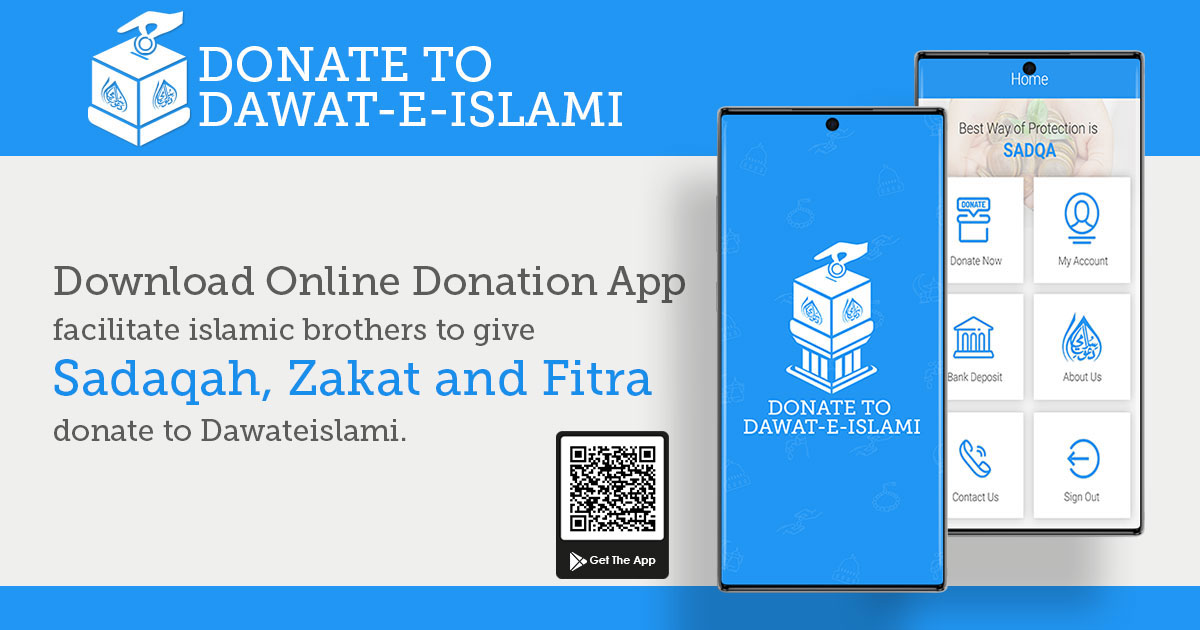 DONATE TO
DAWAT-E-ISLAMI
Download Online Donation App
facilitate islamic brothers to give
Sadaqah, Zakat and Fitra
donate to Dawateislami.
Get The App
DONATE TO
DAWAT-E-ISLAMI
Home
Best Way of Protection is
SADQA
DONATE
Donate Now
My Account
Bank Deposit
About Us
Contact Us
Sign Out